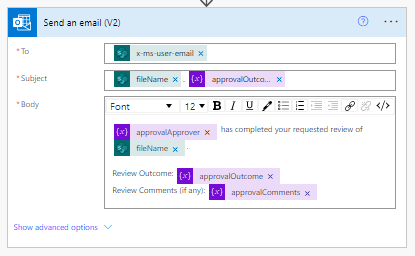 Send an email (V2)
* To x-ms-user-email ×
* Subject fileName × , {x} approvalOutco... ×
* Body Font 12 B I U </>
{x} approvalApprover × has completed your requested review of
fileName × .
Review Outcome: {x} approvalOutcome ×
Review Comments (if any): {x} approvalComments ×
Show advanced options